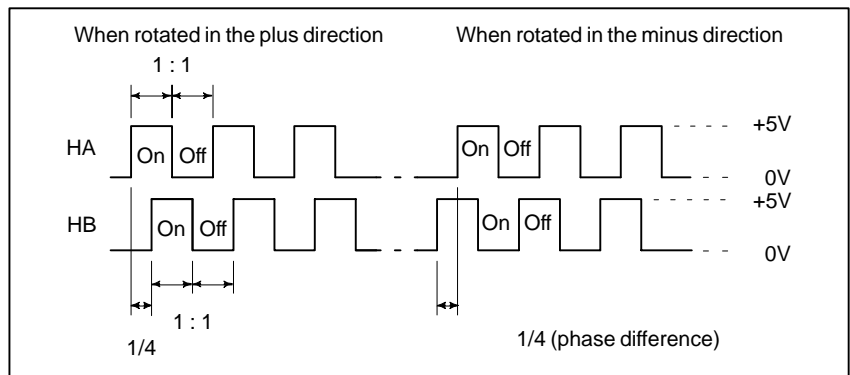 When rotated in the plus direction
When rotated in the minus direction
1 : 1
+5V
HA
On
Off
On
Off
0V
+5V
HB
On
Off
On
Off
0V
1 : 1
1/4
1/4 (phase difference)